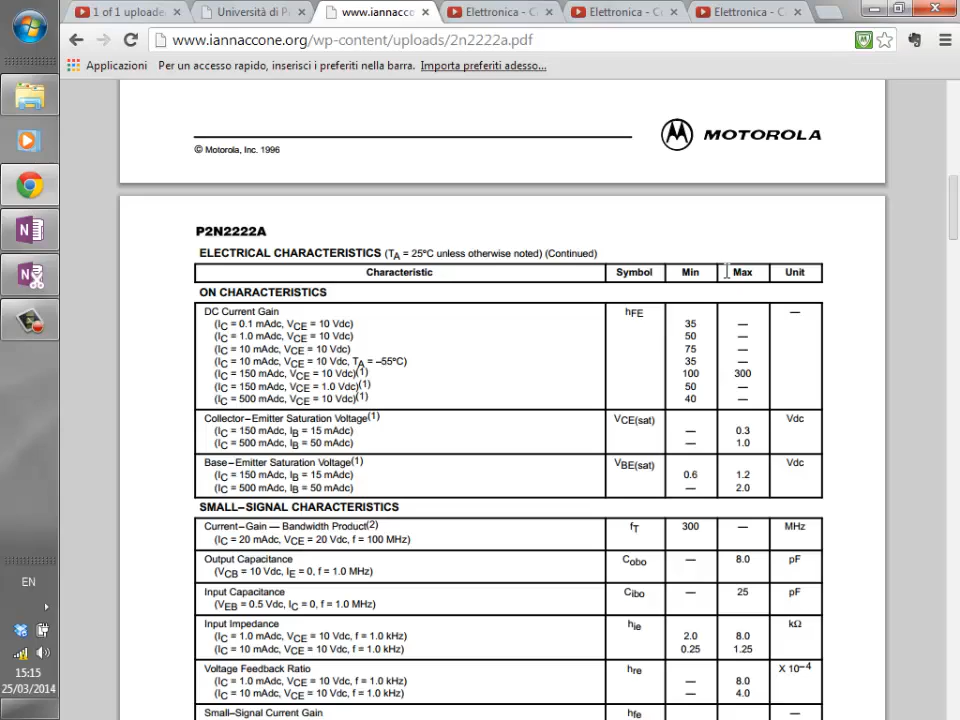 1 of 1 uploade
Università di P
www.iannacco
Elettronica - C
Elettronica - C
Elettronica - C
www.iannaccone.org/wp-content/uploads/2n2222a.pdf
Applicazioni Per un accesso rapido, inserisci i preferiti nella barra. Importa preferiti adesso...
MOTOROLA
© Motorola, Inc. 1996
P2N2222A
ELECTRICAL CHARACTERISTICS (TA = 25°C unless otherwise noted) (Continued)
Characteristic Symbol Min Max Unit
ON CHARACTERISTICS
DC Current Gain hFE —
(IC = 0.1 mAdc, VCE = 10 Vdc) 35 —
(IC = 1.0 mAdc, VCE = 10 Vdc) 50 —
(IC = 10 mAdc, VCE = 10 Vdc) 75 —
(IC = 10 mAdc, VCE = 10 Vdc, TA = –55°C) 35 —
(IC = 150 mAdc, VCE = 10 Vdc)(1) 100 300
(IC = 150 mAdc, VCE = 1.0 Vdc)(1) 50 —
(IC = 500 mAdc, VCE = 10 Vdc)(1) 40 —
Collector–Emitter Saturation Voltage(1) VCE(sat) Vdc
(IC = 150 mAdc, IB = 15 mAdc) — 0.3
(IC = 500 mAdc, IB = 50 mAdc) — 1.0
Base–Emitter Saturation Voltage(1) VBE(sat) Vdc
(IC = 150 mAdc, IB = 15 mAdc) 0.6 1.2
(IC = 500 mAdc, IB = 50 mAdc) — 2.0
SMALL–SIGNAL CHARACTERISTICS
Current–Gain — Bandwidth Product(2) fT 300 — MHz
(IC = 20 mAdc, VCE = 20 Vdc, f = 100 MHz)
Output Capacitance Cobo — 8.0 pF
(VCB = 10 Vdc, IE = 0, f = 1.0 MHz)
Input Capacitance Cibo — 25 pF
(VEB = 0.5 Vdc, IC = 0, f = 1.0 MHz)
Input Impedance hie kΩ
(IC = 1.0 mAdc, VCE = 10 Vdc, f = 1.0 kHz) 2.0 8.0
(IC = 10 mAdc, VCE = 10 Vdc, f = 1.0 kHz) 0.25 1.25
Voltage Feedback Ratio hre X 10–4
(IC = 1.0 mAdc, VCE = 10 Vdc, f = 1.0 kHz) — 8.0
(IC = 10 mAdc, VCE = 10 Vdc, f = 1.0 kHz) — 4.0
Small–Signal Current Gain hfe —
EN
15:15
25/03/2014